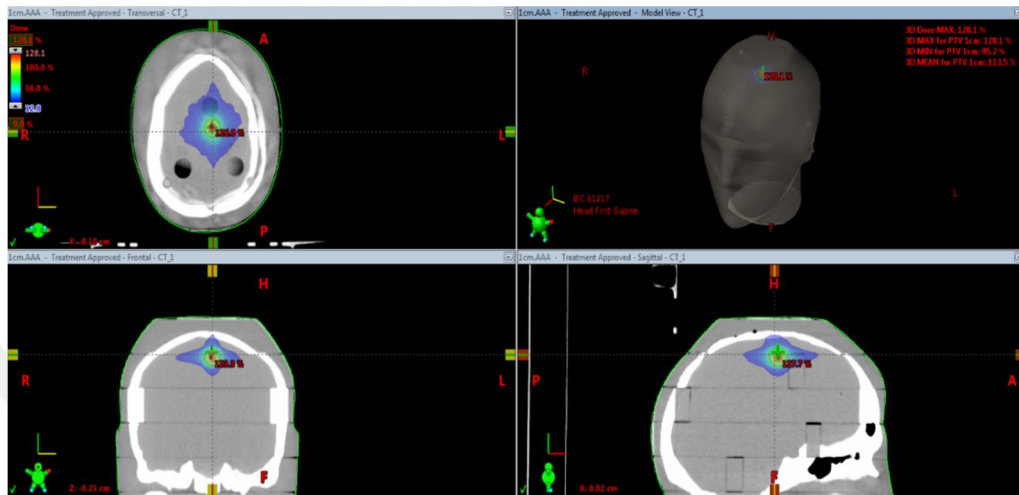 1cm.AAA - Treatment Approved - Transversal - CT_1
Dose
128.1 %
128.1
100.0 %
50.0 %
0.0 %
A
R
L
P
1cm.AAA - Treatment Approved - Model View - CT_1
3D Dose MAX: 128.1 %
3D MAX for PTV 1cm: 128.1 %
3D MIN for PTV 1cm: 95.2 %
3D MEAN for PTV 1cm: 113.5 %
H
R
128.1 %
L
IEC 61217
Head First-Supine
F
1cm.AAA - Treatment Approved - Frontal - CT_1
H
R
L
F
Z: -0.25 cm
1cm.AAA - Treatment Approved - Sagittal - CT_1
H
P
A
127.7 %
F
X: 0.02 cm